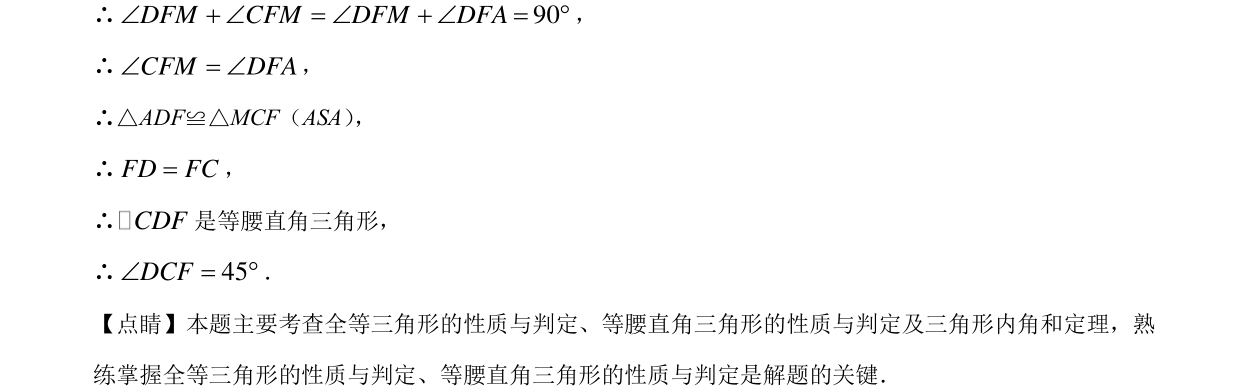 ∴ ∠DFM + ∠CFM = ∠DFM + ∠DFA = 90°，
∴ ∠CFM = ∠DFA，
∴△ADF≌△MCF（ASA），
∴ FD = FC，
∴□CDF 是等腰直角三角形，
∴ ∠DCF = 45°．
【点睛】本题主要考查全等三角形的性质与判定、等腰直角三角形的性质与判定及三角形内角和定理，熟
练掌握全等三角形的性质与判定、等腰直角三角形的性质与判定是解题的关键．